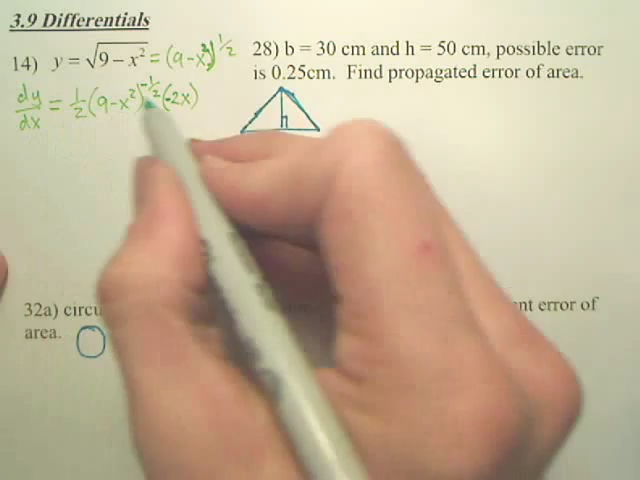 3.9 Differentials
14) y = √9 – x² = (9-x²)^1/2
dy/dx = 1/2 (9-x²)^-1/2 (-2x)
28) b = 30 cm and h = 50 cm, possible error
is 0.25cm. Find propagated error of area.
h
32a) circu
nt error of
area.